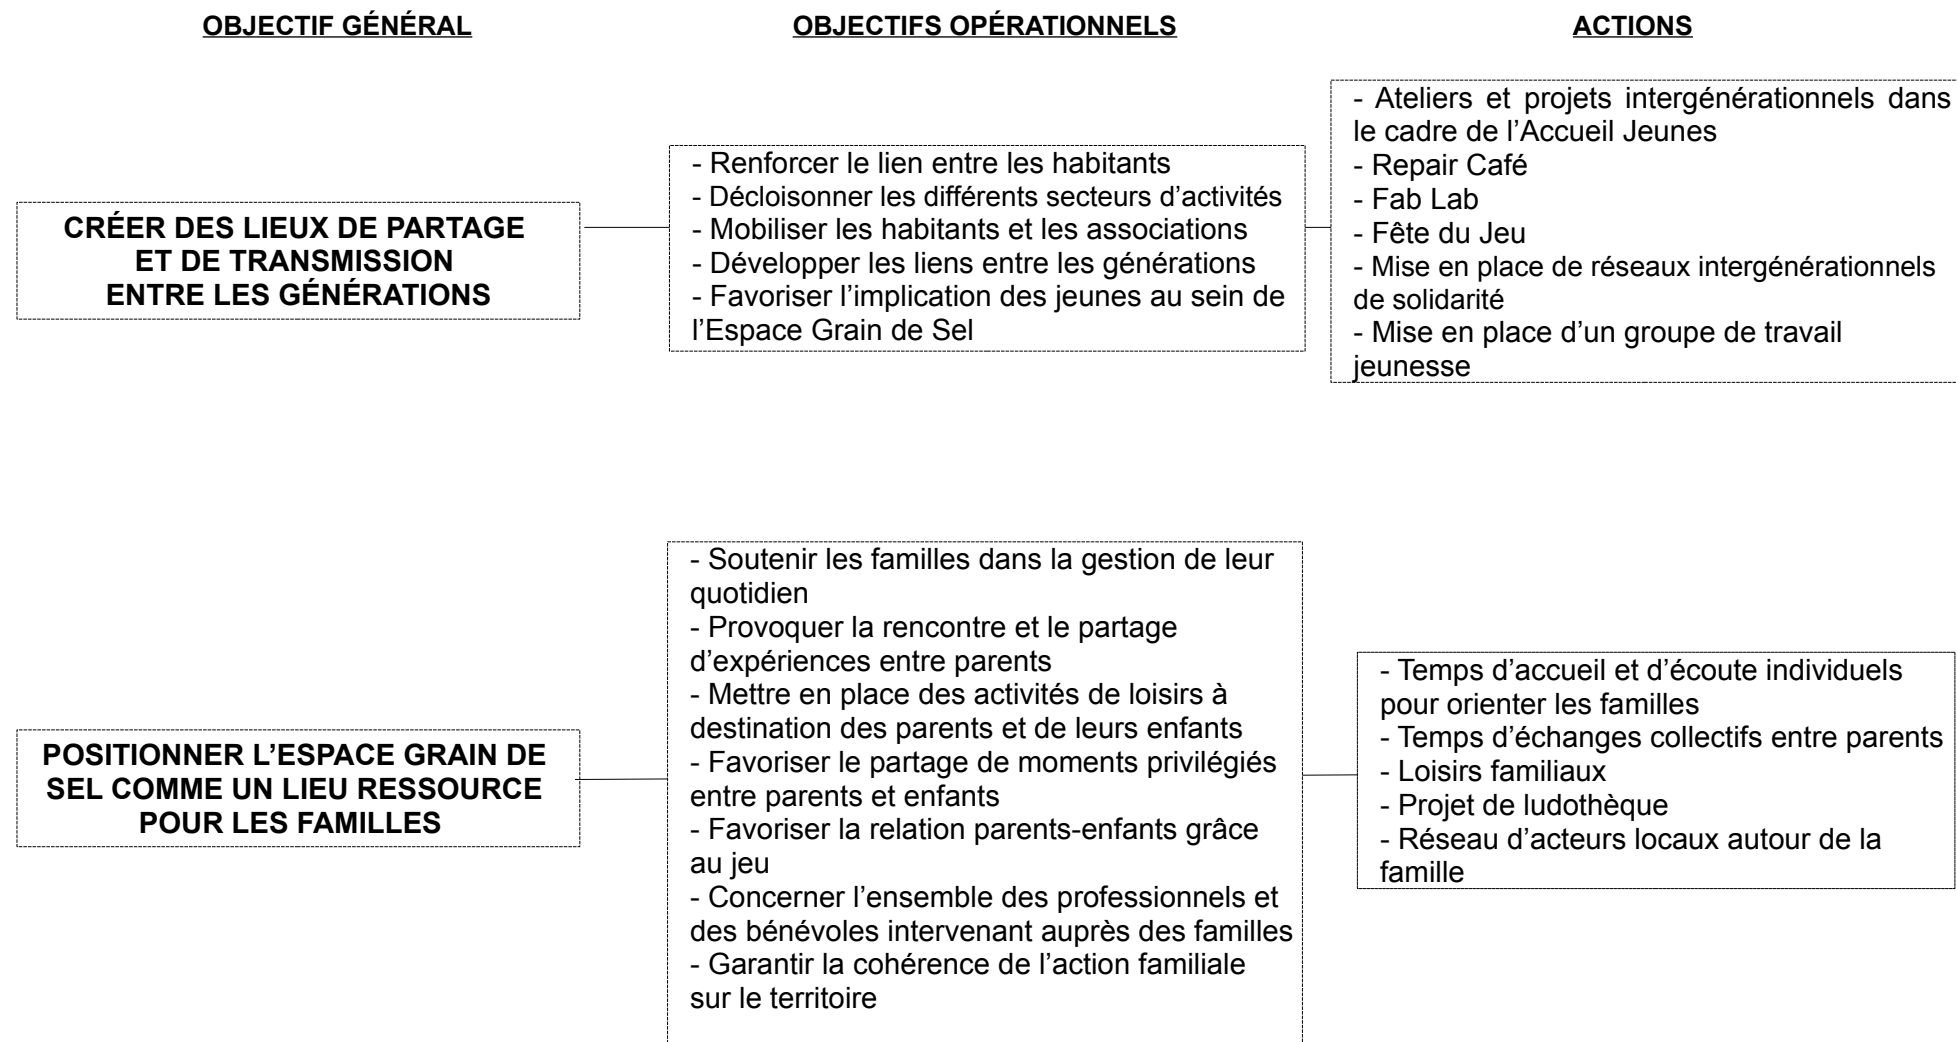 OBJECTIF GÉNÉRAL
OBJECTIFS OPÉRATIONNELS
ACTIONS
CRÉER DES LIEUX DE PARTAGE
ET DE TRANSMISSION
ENTRE LES GÉNÉRATIONS
- Renforcer le lien entre les habitants
- Décloisonner les différents secteurs d’activités
- Mobiliser les habitants et les associations
- Développer les liens entre les générations
- Favoriser l’implication des jeunes au sein de
l’Espace Grain de Sel
- Ateliers et projets intergénérationnels dans
le cadre de l’Accueil Jeunes
- Repair Café
- Fab Lab
- Fête du Jeu
- Mise en place de réseaux intergénérationnels
de solidarité
- Mise en place d’un groupe de travail
jeunesse
POSITIONNER L’ESPACE GRAIN DE
SEL COMME UN LIEU RESSOURCE
POUR LES FAMILLES
- Soutenir les familles dans la gestion de leur
quotidien
- Provoquer la rencontre et le partage
d’expériences entre parents
- Mettre en place des activités de loisirs à
destination des parents et de leurs enfants
- Favoriser le partage de moments privilégiés
entre parents et enfants
- Favoriser la relation parents-enfants grâce
au jeu
- Concerner l’ensemble des professionnels et
des bénévoles intervenant auprès des familles
- Garantir la cohérence de l’action familiale
sur le territoire
- Temps d’accueil et d’écoute individuels
pour orienter les familles
- Temps d’échanges collectifs entre parents
- Loisirs familiaux
- Projet de ludothèque
- Réseau d’acteurs locaux autour de la
famille